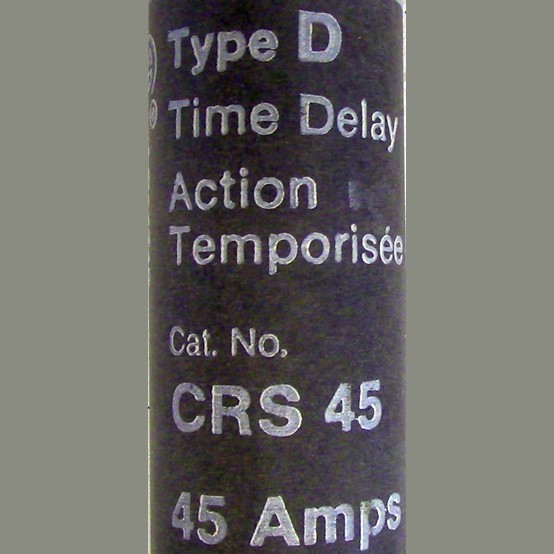 Type D
Time Delay
Action
Temporisée
Cat. No.
CRS 45
45 Amps